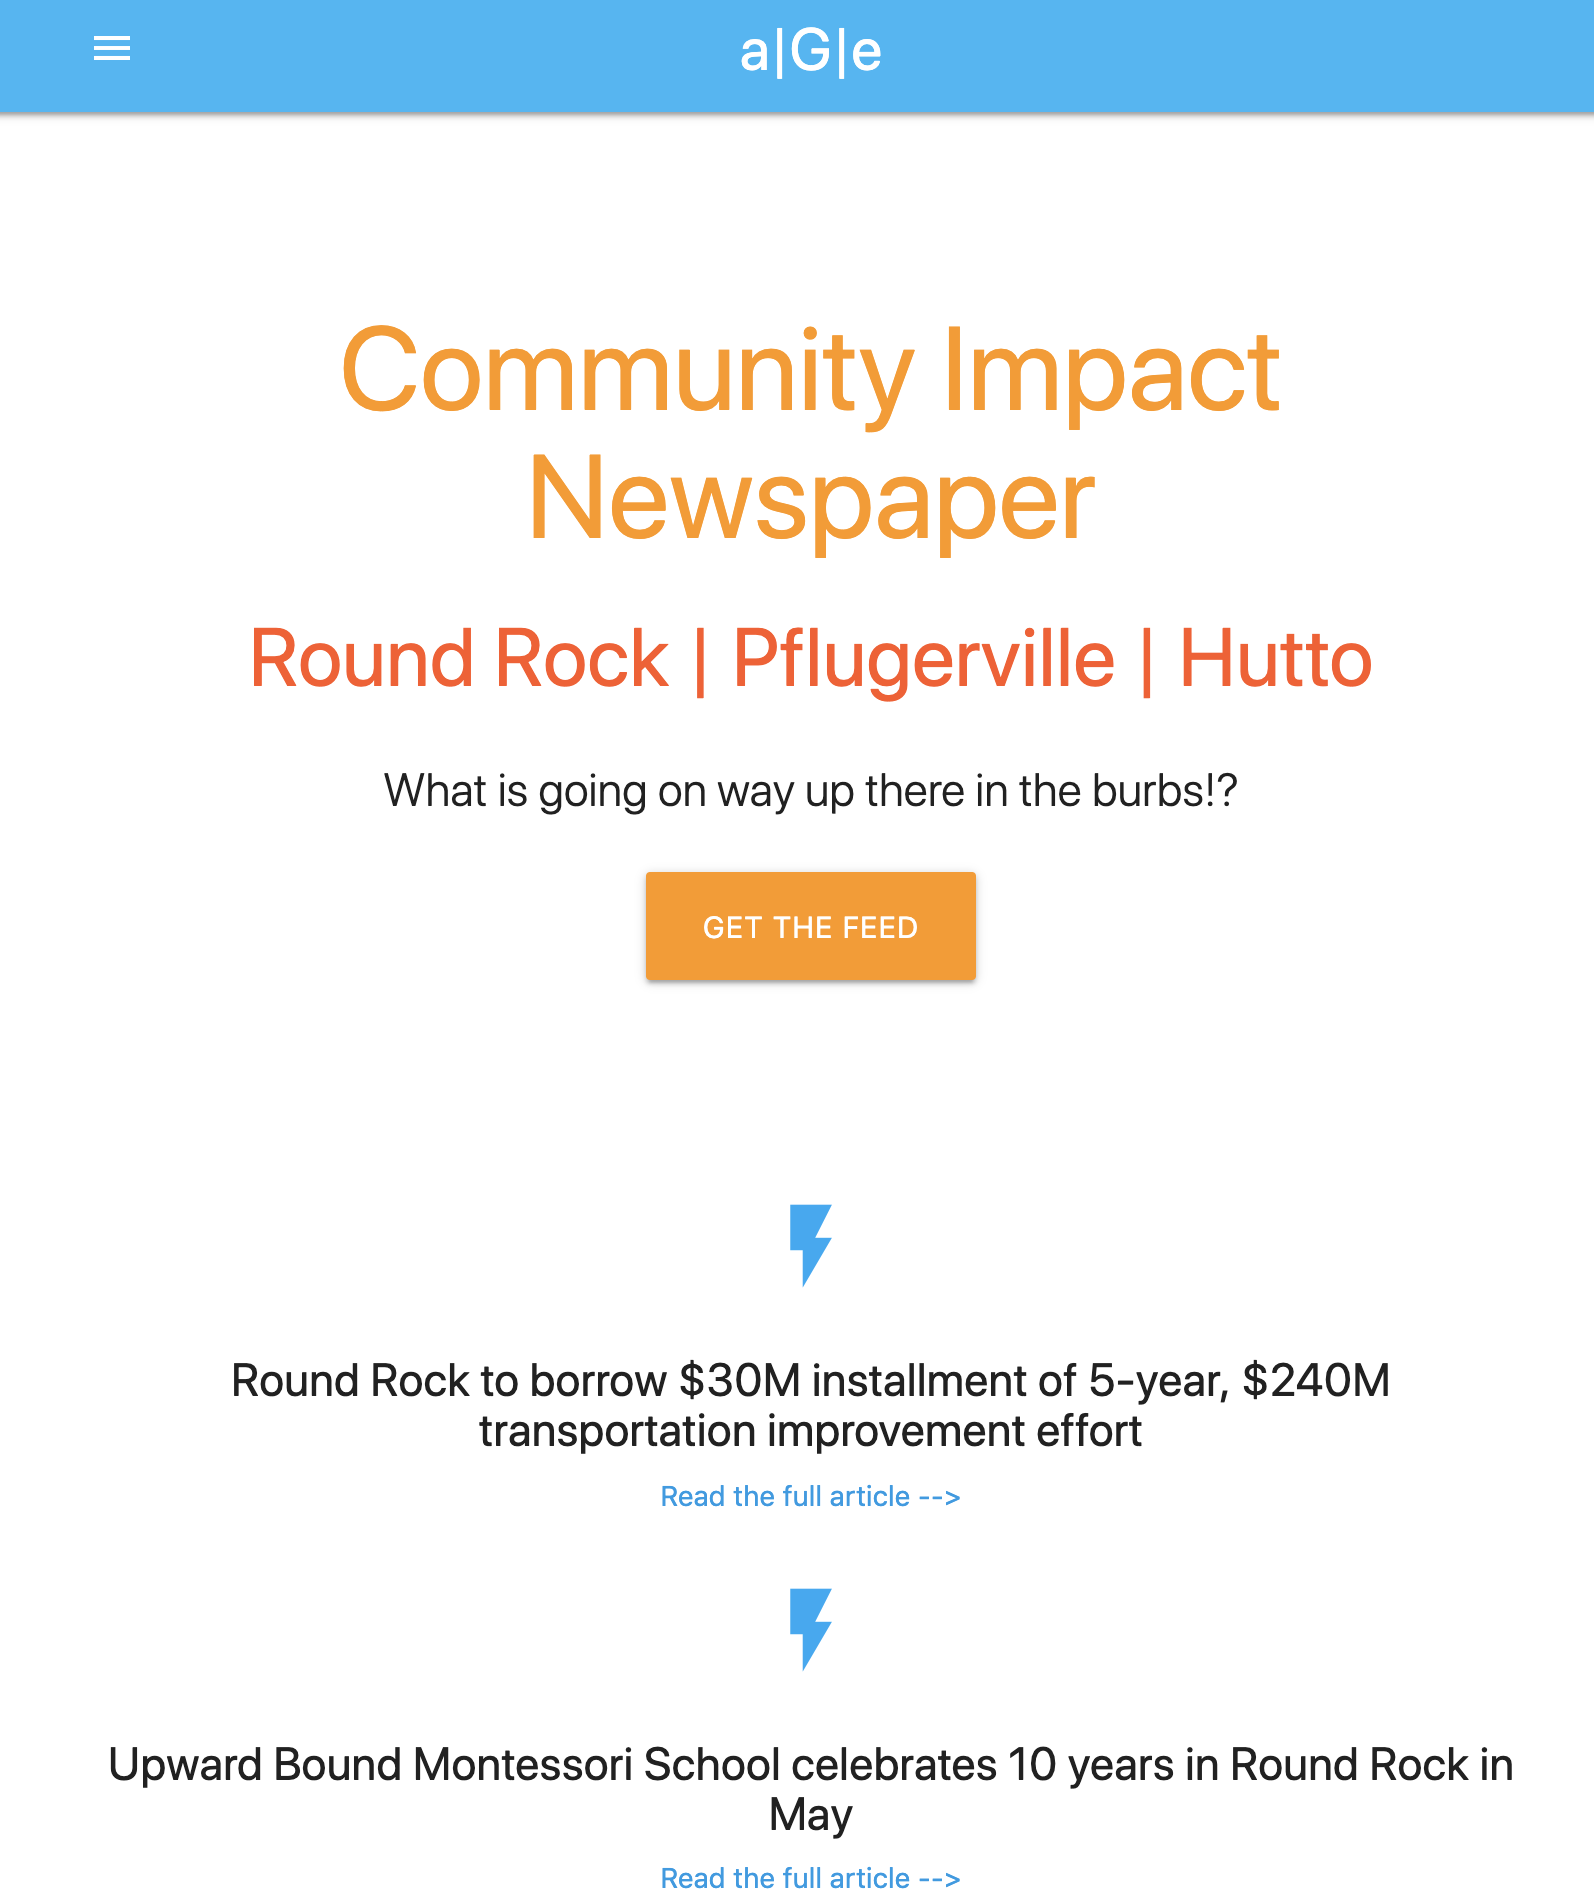 a|G|e
Community Impact
Newspaper
Round Rock | Pflugerville | Hutto
What is going on way up there in the burbs!?
GET THE FEED
Round Rock to borrow $30M installment of 5-year, $240M
transportation improvement effort
Read the full article -->
Upward Bound Montessori School celebrates 10 years in Round Rock in
May
Read the full article -->